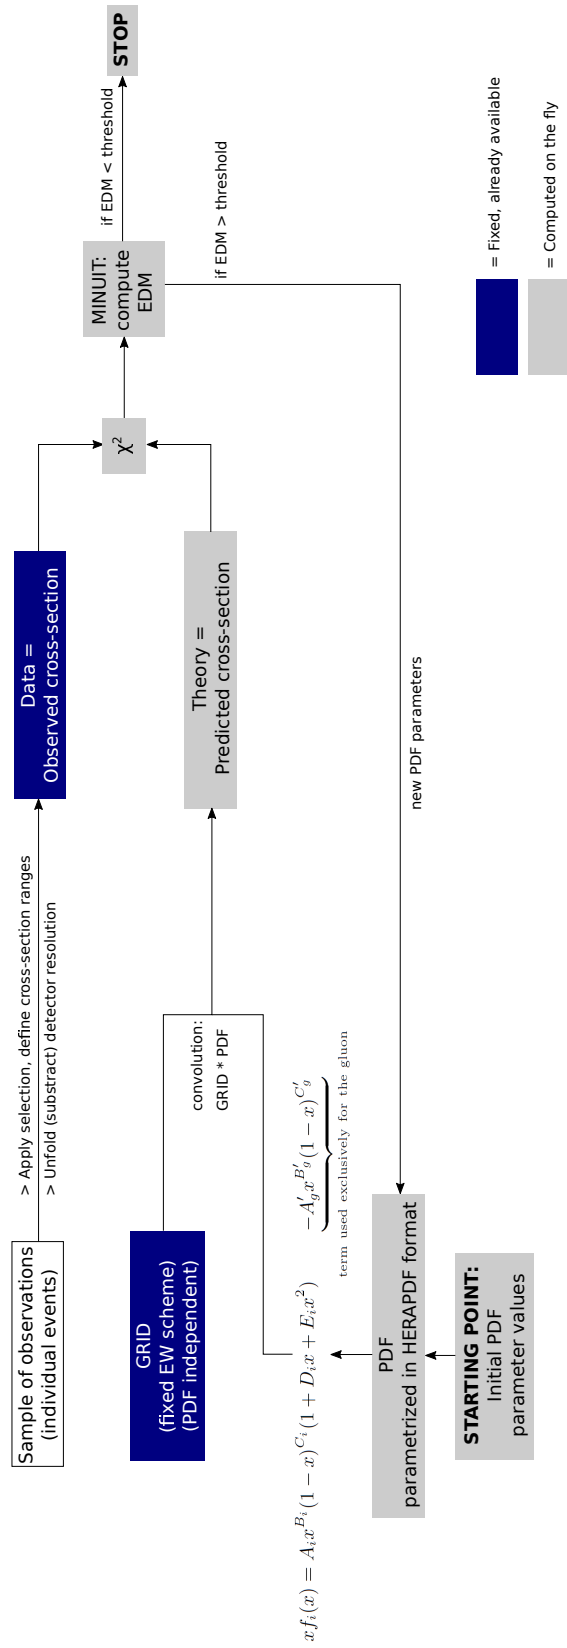 Sample of observations
(individual events)
> Apply selection, define cross-section ranges
> Unfold (substract) detector resolution
Data =
Observed cross-section
GRID
(fixed EW scheme)
(PDF independent)
convolution:
GRID * PDF
Theory =
Predicted cross-section
χ²
MINUIT:
compute
EDM
if EDM < threshold
STOP
if EDM > threshold
new PDF parameters
xf_i(x) = A_i x^{B_i} (1 − x)^{C_i} (1 + D_i x + E_i x²) −A'_g x^{B'_g} (1 − x)^{C'_g}
term used exclusively for the gluon
PDF
parametrized in HERAPDF format
STARTING POINT:
Initial PDF
parameter values
= Fixed, already available
= Computed on the fly